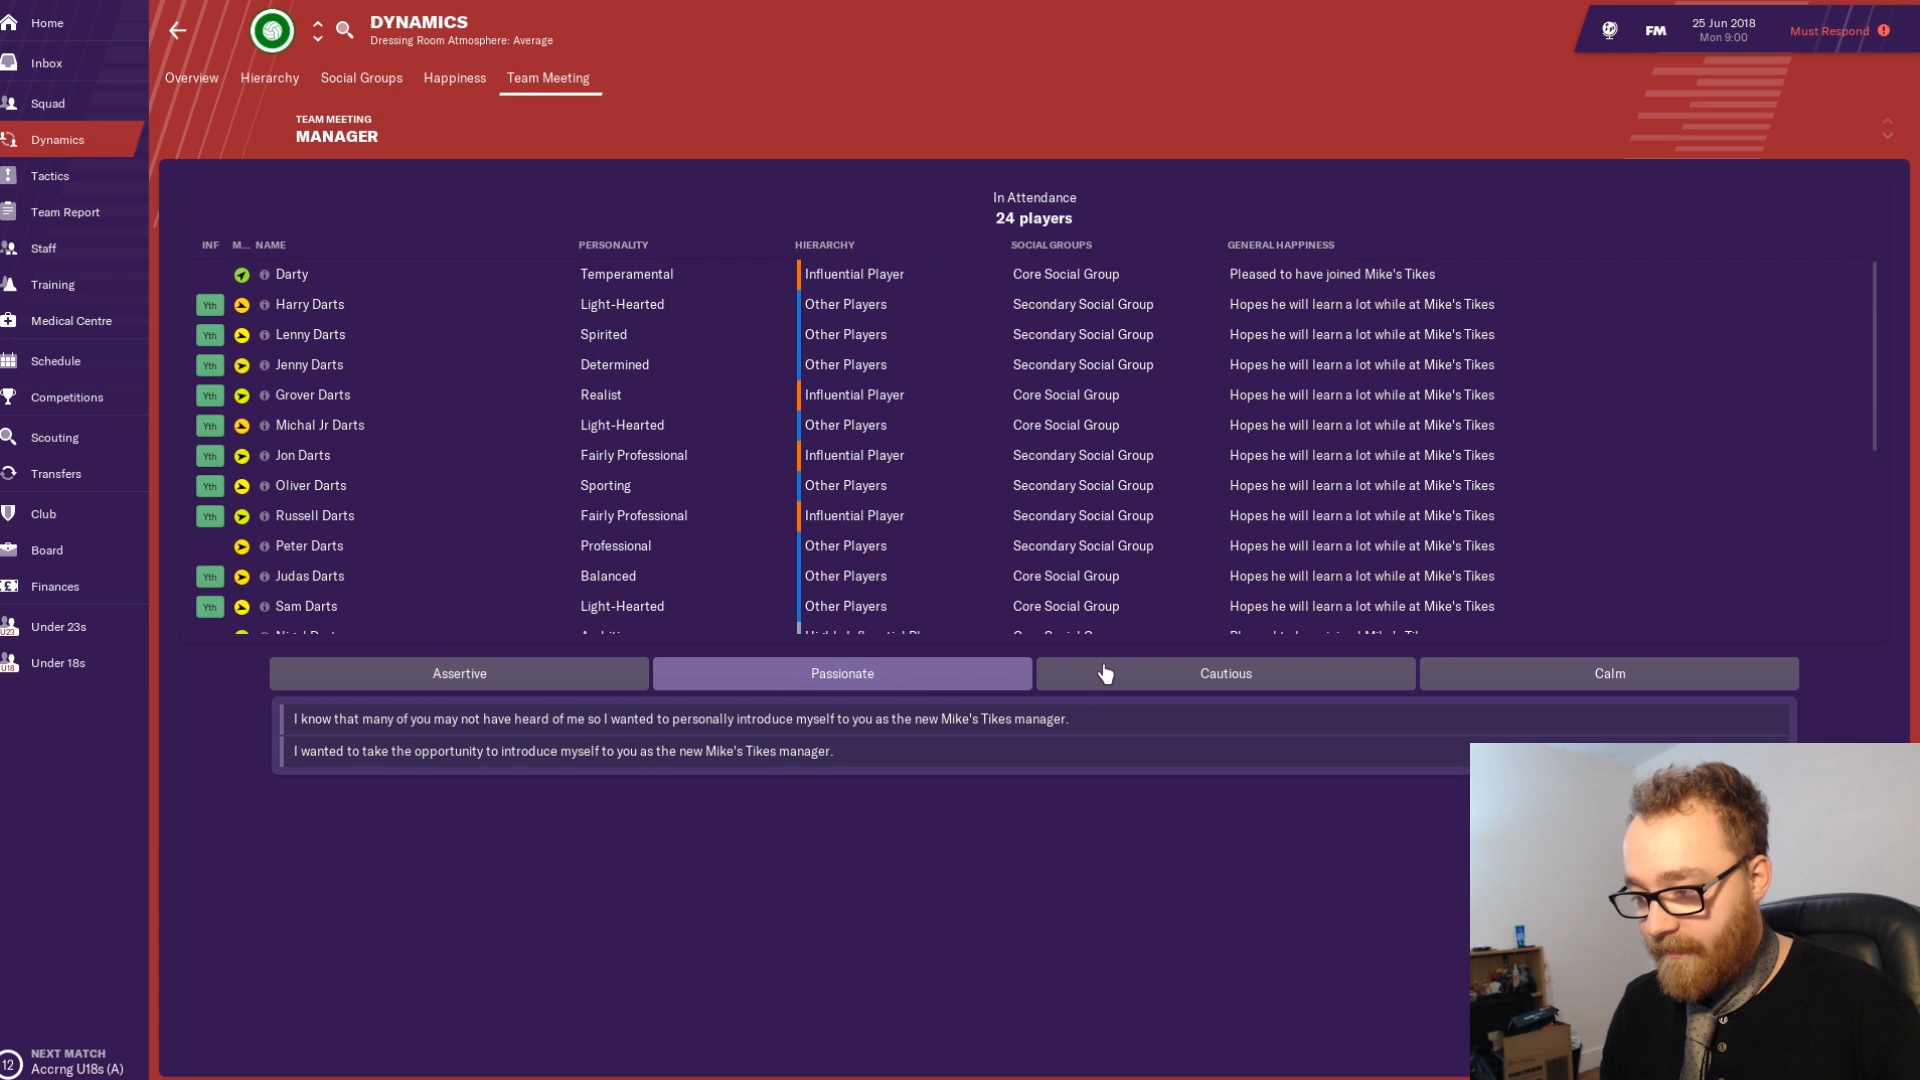 Home
Inbox
Squad
Dynamics
Tactics
Team Report
Staff
Training
Medical Centre
Schedule
Competitions
Scouting
Transfers
Club
Board
Finances
U23 Under 23s
U18 Under 18s
12 NEXT MATCH
Accrng U18s (A)
DYNAMICS
Dressing Room Atmosphere: Average
FM
25 Jun 2018
Mon 9:00
Must Respond
Overview Hierarchy Social Groups Happiness Team Meeting
TEAM MEETING
MANAGER
In Attendance
24 players
INF M... NAME PERSONALITY HIERARCHY SOCIAL GROUPS GENERAL HAPPINESS
Darty Temperamental Influential Player Core Social Group Pleased to have joined Mike's Tikes
Yth Harry Darts Light-Hearted Other Players Secondary Social Group Hopes he will learn a lot while at Mike's Tikes
Yth Lenny Darts Spirited Other Players Secondary Social Group Hopes he will learn a lot while at Mike's Tikes
Yth Jenny Darts Determined Other Players Secondary Social Group Hopes he will learn a lot while at Mike's Tikes
Yth Grover Darts Realist Influential Player Core Social Group Hopes he will learn a lot while at Mike's Tikes
Yth Michal Jr Darts Light-Hearted Other Players Core Social Group Hopes he will learn a lot while at Mike's Tikes
Yth Jon Darts Fairly Professional Influential Player Secondary Social Group Hopes he will learn a lot while at Mike's Tikes
Yth Oliver Darts Sporting Other Players Secondary Social Group Hopes he will learn a lot while at Mike's Tikes
Yth Russell Darts Fairly Professional Influential Player Secondary Social Group Hopes he will learn a lot while at Mike's Tikes
Peter Darts Professional Other Players Secondary Social Group Hopes he will learn a lot while at Mike's Tikes
Yth Judas Darts Balanced Other Players Core Social Group Hopes he will learn a lot while at Mike's Tikes
Yth Sam Darts Light-Hearted Other Players Core Social Group Hopes he will learn a lot while at Mike's Tikes
Assertive Passionate Cautious Calm
I know that many of you may not have heard of me so I wanted to personally introduce myself to you as the new Mike's Tikes manager.
I wanted to take the opportunity to introduce myself to you as the new Mike's Tikes manager.